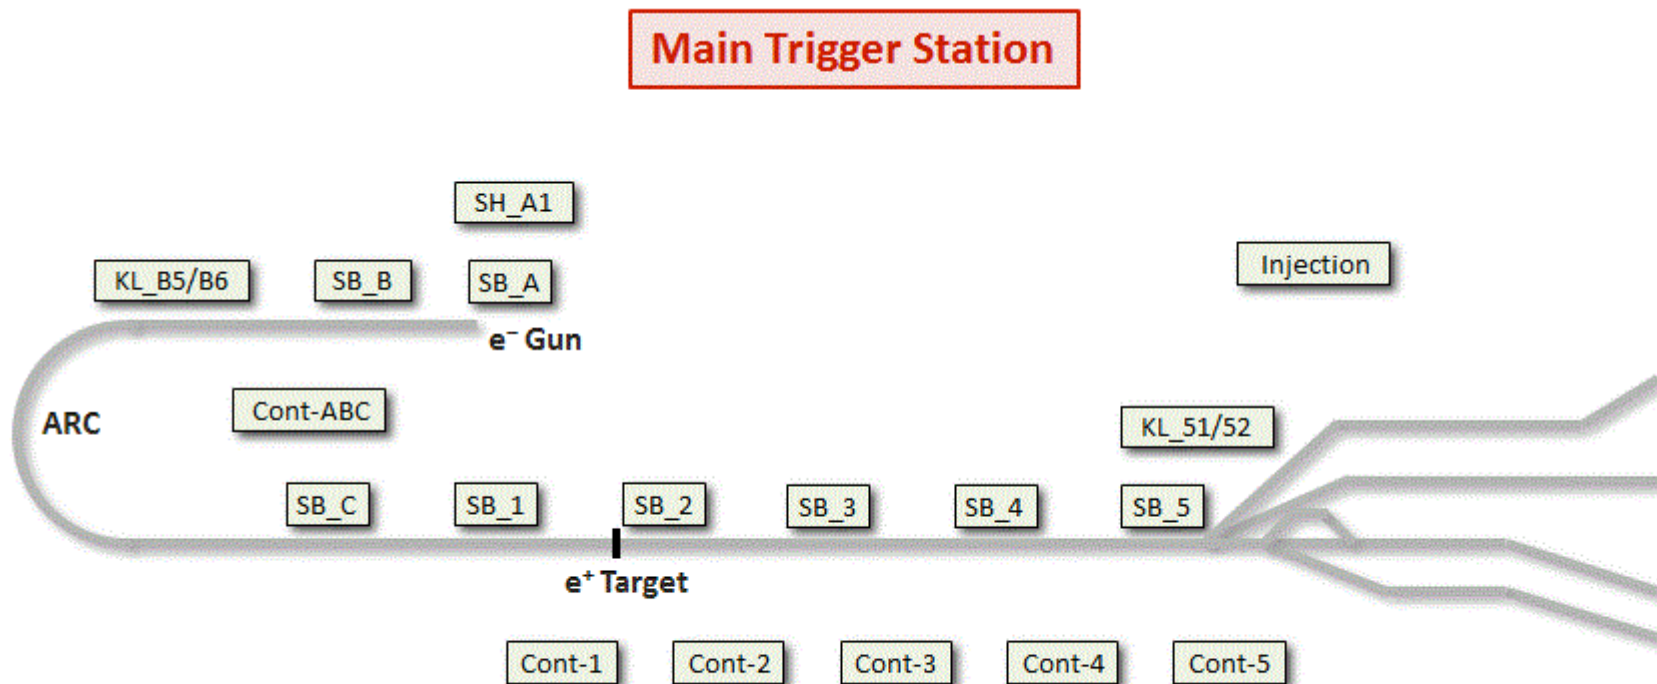 Main Trigger Station
SH_A1
Injection
KL_B5/B6
SB_B
SB_A
e⁻ Gun
ARC
Cont-ABC
KL_51/52
SB_C
SB_1
SB_2
SB_3
SB_4
SB_5
e⁺ Target
Cont-1
Cont-2
Cont-3
Cont-4
Cont-5